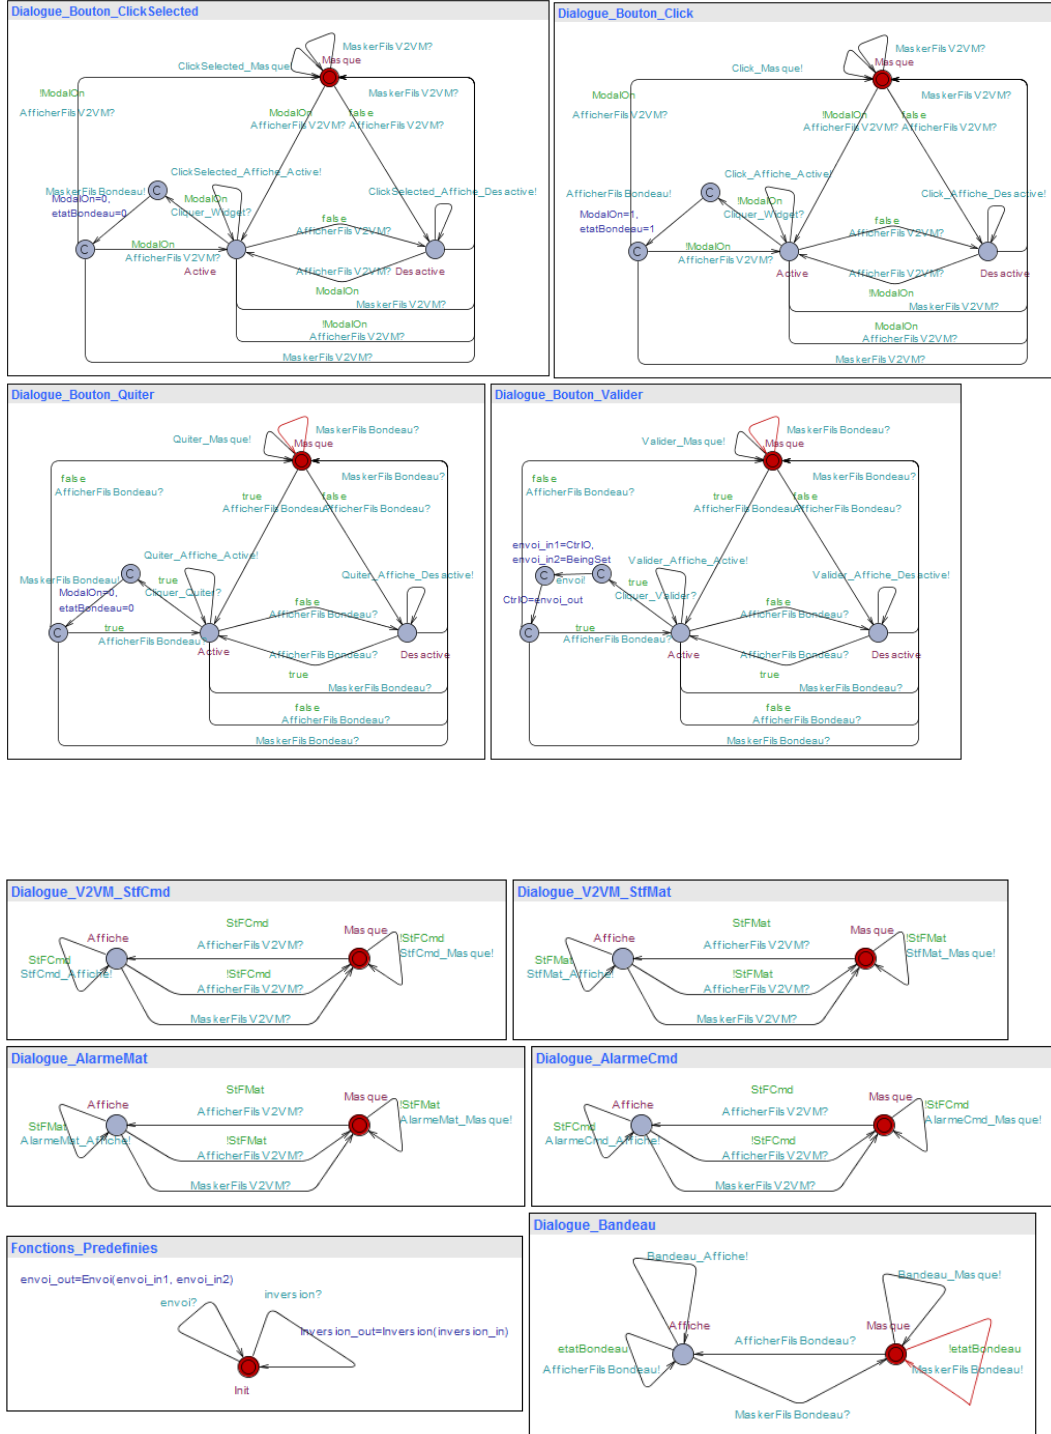 Dialogue_Bouton_ClickSelected
MaskerFilsV2VM?
Masque
ClickSelected_Masque!
!ModalOn
AfficherFilsV2VM?
MaskerFilsV2VM?
ModalOn
AfficherFilsV2VM?
false
AfficherFilsV2VM?
ClickSelected_Affiche_Active!
MaskerFilsBondeau!
ModalOn=0,
etatBondeau=0
ModalOn
Cliquer_Widget?
ClickSelected_Affiche_Desactive!
ModalOn
AfficherFilsV2VM?
false
AfficherFilsV2VM?
Active
AfficherFilsV2VM?
Desactive
ModalOn
MaskerFilsV2VM?
!ModalOn
AfficherFilsV2VM?
MaskerFilsV2VM?
Dialogue_Bouton_Click
MaskerFilsV2VM?
Masque
Click_Masque!
ModalOn
AfficherFilsV2VM?
MaskerFilsV2VM?
!ModalOn
AfficherFilsV2VM?
false
AfficherFilsV2VM?
Click_Affiche_Active!
AfficherFilsBondeau!
ModalOn=1,
etatBondeau=1
!ModalOn
Cliquer_Widget?
Click_Affiche_Desactive!
!ModalOn
AfficherFilsV2VM?
false
AfficherFilsV2VM?
Active
AfficherFilsV2VM?
Desactive
!ModalOn
MaskerFilsV2VM?
ModalOn
AfficherFilsV2VM?
MaskerFilsV2VM?
Dialogue_Bouton_Quiter
MaskerFilsBondeau?
Masque
Quiter_Masque!
false
AfficherFilsBondeau?
MaskerFilsBondeau?
true
AfficherFilsBondeau?
false
AfficherFilsBondeau?
Quiter_Affiche_Active!
MaskerFilsBondeau!
ModalOn=0,
etatBondeau=0
true
Cliquer_Quiter?
Quiter_Affiche_Desactive!
true
AfficherFilsBondeau?
false
AfficherFilsBondeau?
Active
AfficherFilsBondeau?
Desactive
true
MaskerFilsBondeau?
false
AfficherFilsBondeau?
MaskerFilsBondeau?
Dialogue_Bouton_Valider
MaskerFilsBondeau?
Masque
Valider_Masque!
false
AfficherFilsBondeau?
MaskerFilsBondeau?
true
AfficherFilsBondeau?
false
AfficherFilsBondeau?
envoi_in1=CtrlO,
envoi_in2=BeingSet
Valider_Affiche_Active!
envoi!
true
Cliquer_Valider?
Valider_Affiche_Desactive!
CtrlO=envoi_out
true
AfficherFilsBondeau?
false
AfficherFilsBondeau?
Active
AfficherFilsBondeau?
Desactive
true
MaskerFilsBondeau?
false
AfficherFilsBondeau?
MaskerFilsBondeau?
Dialogue_V2VM_StfCmd
StFCmd
Affiche
Masque
AfficherFilsV2VM?
!StFCmd
StfCmd_Masque!
StFCmd
StfCmd_Affiche!
!StFCmd
AfficherFilsV2VM?
MaskerFilsV2VM?
Dialogue_V2VM_StfMat
StFMat
Affiche
Masque
AfficherFilsV2VM?
!StFMat
StfMat_Masque!
StFMat
StfMat_Affiche!
!StFMat
AfficherFilsV2VM?
MaskerFilsV2VM?
Dialogue_AlarmeMat
StFMat
Affiche
Masque
AfficherFilsV2VM?
!StFMat
AlarmeMat_Masque!
StFMat
AlarmeMat_Affiche!
!StFMat
AfficherFilsV2VM?
MaskerFilsV2VM?
Dialogue_AlarmeCmd
StFCmd
Affiche
Masque
AfficherFilsV2VM?
!StFCmd
AlarmeCmd_Masque!
StFCmd
AlarmeCmd_Affiche!
!StFCmd
AfficherFilsV2VM?
MaskerFilsV2VM?
Fonctions_Predefinies
envoi_out=Envoi(envoi_in1, envoi_in2)
envoi?
inversion?
Inversion_out=Inversion(inversion_in)
Init
Dialogue_Bandeau
Bandeau_Affiche!
Bandeau_Masque!
Affiche
Masque
etatBondeau
AfficherFilsBondeau!
AfficherFilsBondeau?
!etatBondeau
MaskerFilsBondeau!
MaskerFilsBondeau?